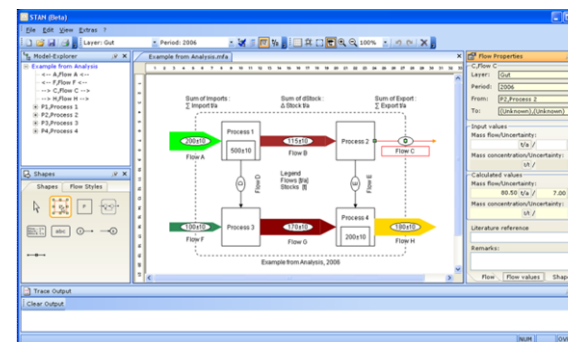 STAN (Beta)
File Edit View Extras ?
Layer: Gut Period: 2006 100%
Model-Explorer
Example from Analysis
<-- A,Flow A <--
<-- F,Flow F <--
--> C,Flow C -->
--> H,Flow H -->
P1,Process 1
P2,Process 2
P3,Process 3
P4,Process 4
Shapes
Shapes Flow Styles
P
abc
Example from Analysis.mfa
Sum of Imports :
Σ Import t/a
Sum of dStock :
Δ Stock t/a
Sum of Export :
Σ Export t/a
200±10
Flow A
Process 1
500±10
115±10
Flow B
Process 2
Flow C
Flow D
Legend
Flows [t/a]
Stocks [t]
Flow E
100±10
Flow F
Process 3
170±10
Flow G
Process 4
200±10
180±10
Flow H
Example from Analysis, 2006
Flow Properties
C,Flow C
Layer: Gut
Period: 2006
From: P2,Process 2
To: (Unknown),(Unknown)
Input values
Mass flow/Uncertainty:
t/a /
Mass concentration/Uncertainty:
t/t /
Calculated values
Mass flow/Uncertainty:
80.50 t/a / 7.00
Mass concentration/Uncertainty:
t/t /
Literature reference
Remarks:
Flow Flow values Shap
Trace Output
Clear Output
NUM OV